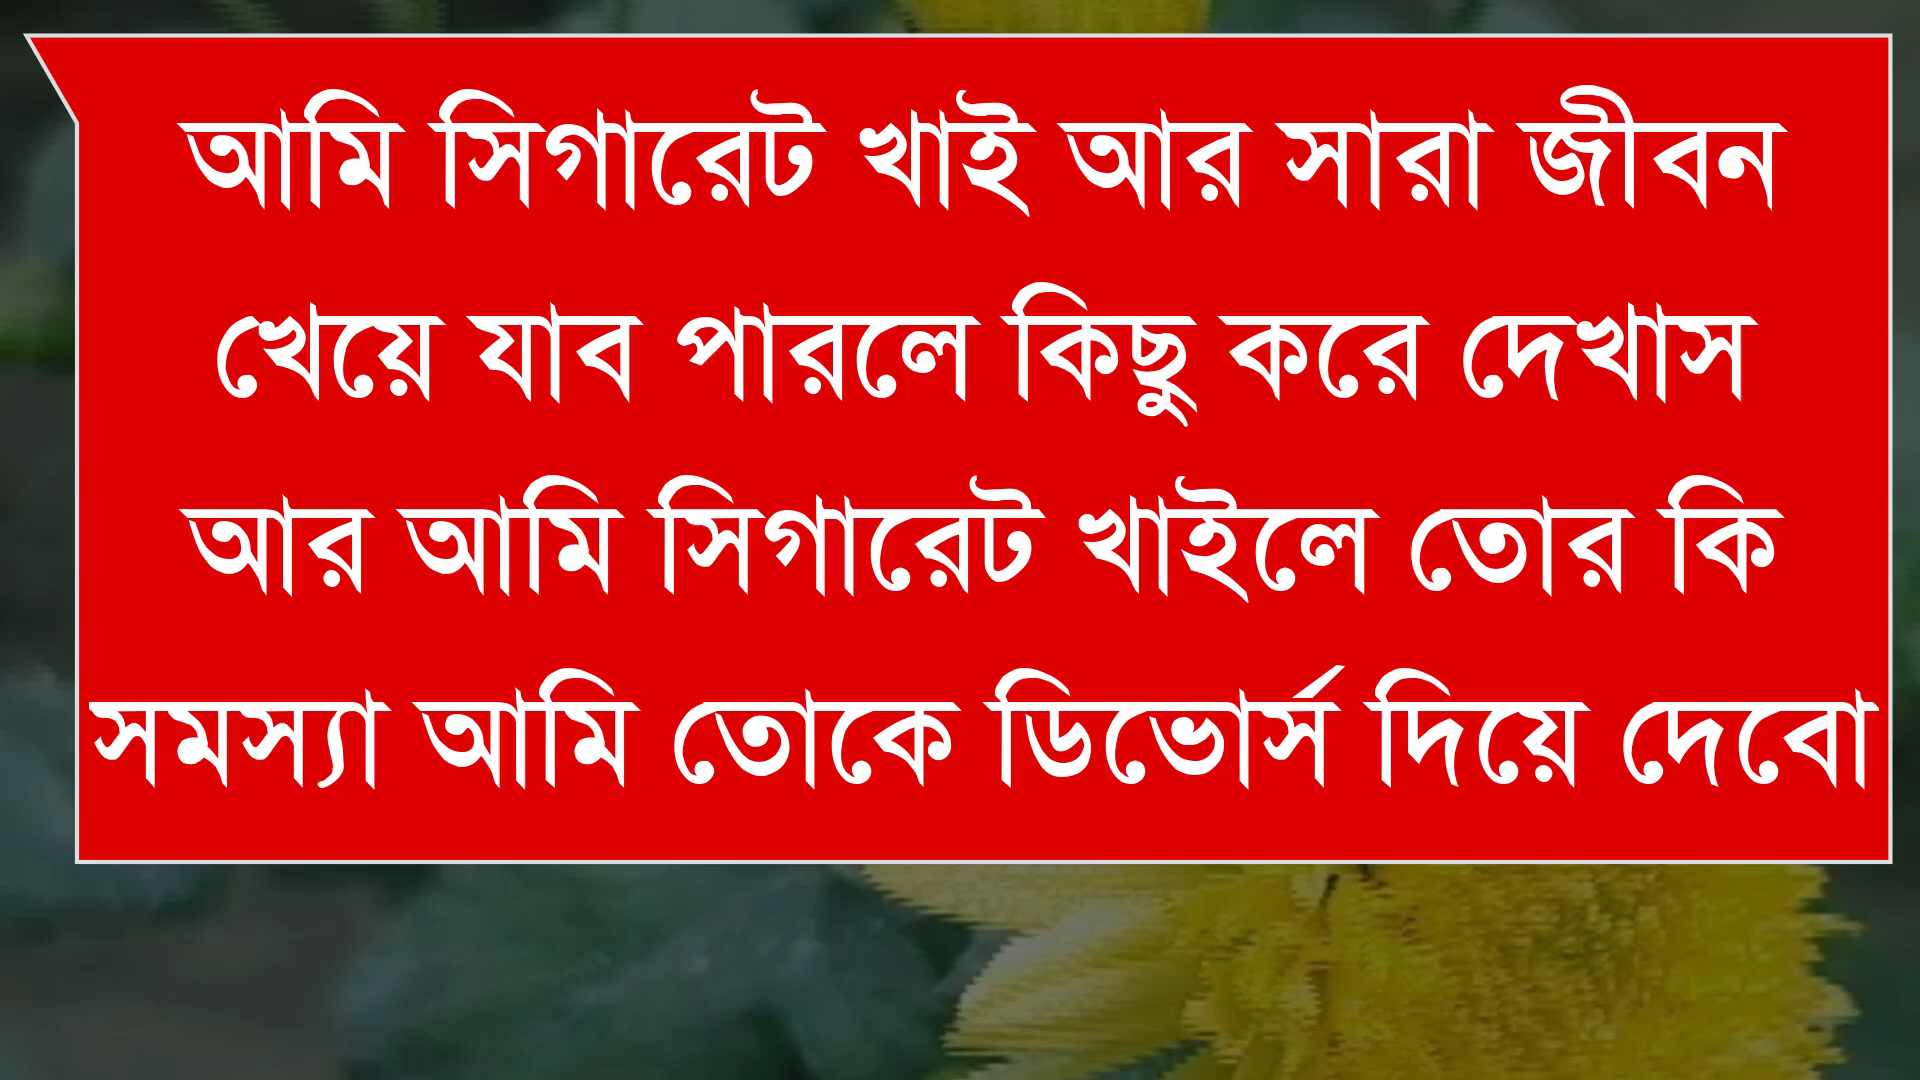 আমি সিগারেট খাই আর সারা জীবন
খেয়ে যাব পারলে কিছু করে দেখাস
আর আমি সিগারেট খাইলে তোর কি
সমস্যা আমি তোকে ডিভোর্স দিয়ে দেবো